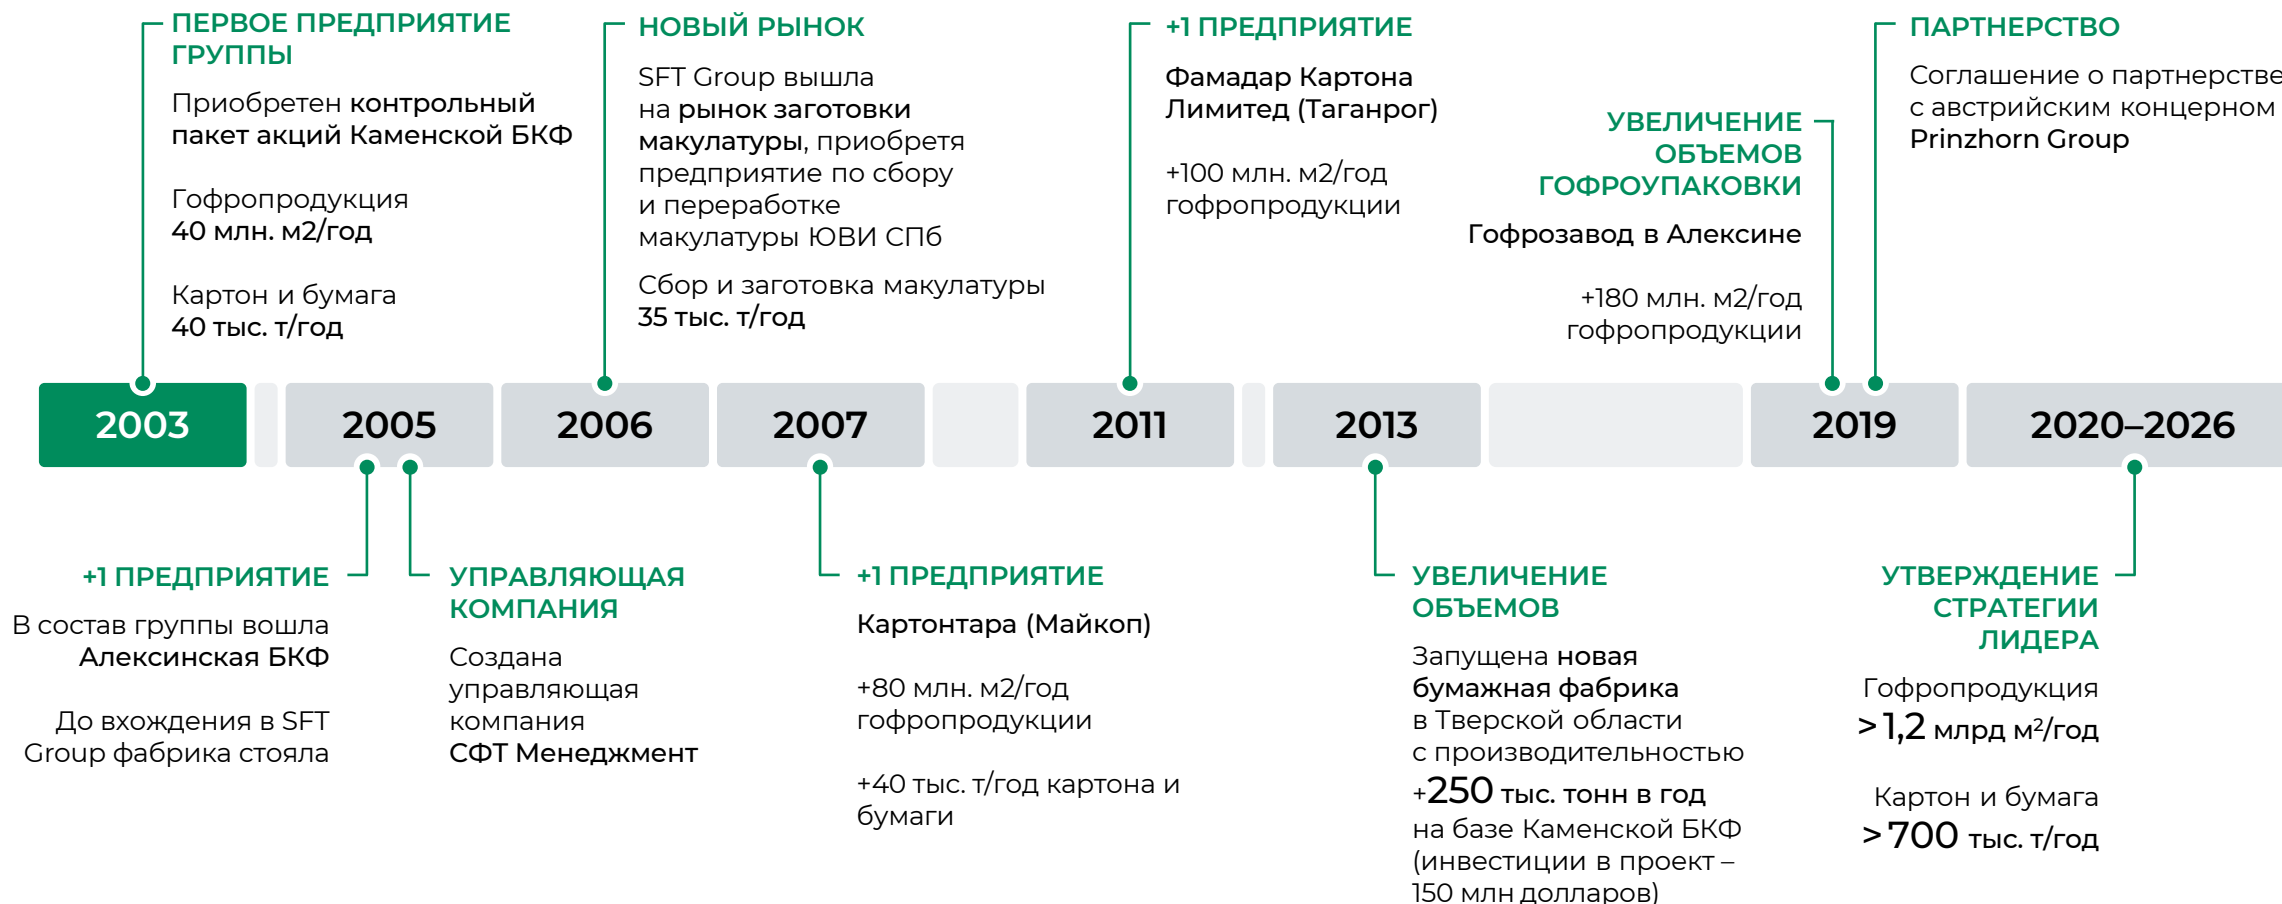 ПЕРВОЕ ПРЕДПРИЯТИЕ
ГРУППЫ
Приобретен контрольный
пакет акций Каменской БКФ
Гофропродукция
40 млн. м2/год
Картон и бумага
40 тыс. т/год
НОВЫЙ РЫНОК
SFT Group вышла
на рынок заготовки
макулатуры, приобретя
предприятие по сбору
и переработке
макулатуры ЮВИ СПб
Сбор и заготовка макулатуры
35 тыс. т/год
+1 ПРЕДПРИЯТИЕ
Фамадар Картона
Лимитед (Таганрог)
+100 млн. м2/год
гофропродукции
УВЕЛИЧЕНИЕ
ОБЪЕМОВ
ГОФРОУПАКОВКИ
Гофрозавод в Алексине
+180 млн. м2/год
гофропродукции
ПАРТНЕРСТВО
Соглашение о партнерстве
с австрийским концерном
Prinzhorn Group
2003
2005
2006
2007
2011
2013
2019
2020–2026
+1 ПРЕДПРИЯТИЕ
В состав группы вошла
Алексинская БКФ
До вхождения в SFT
Group фабрика стояла
УПРАВЛЯЮЩАЯ
КОМПАНИЯ
Создана
управляющая
компания
СФТ Менеджмент
+1 ПРЕДПРИЯТИЕ
Картонтара (Майкоп)
+80 млн. м2/год
гофропродукции
+40 тыс. т/год картона и
бумаги
УВЕЛИЧЕНИЕ
ОБЪЕМОВ
Запущена новая
бумажная фабрика
в Тверской области
с производительностью
+250 тыс. тонн в год
на базе Каменской БКФ
(инвестиции в проект –
150 млн долларов)
УТВЕРЖДЕНИЕ
СТРАТЕГИИ
ЛИДЕРА
Гофропродукция
> 1,2 млрд м²/год
Картон и бумага
> 700 тыс. т/год